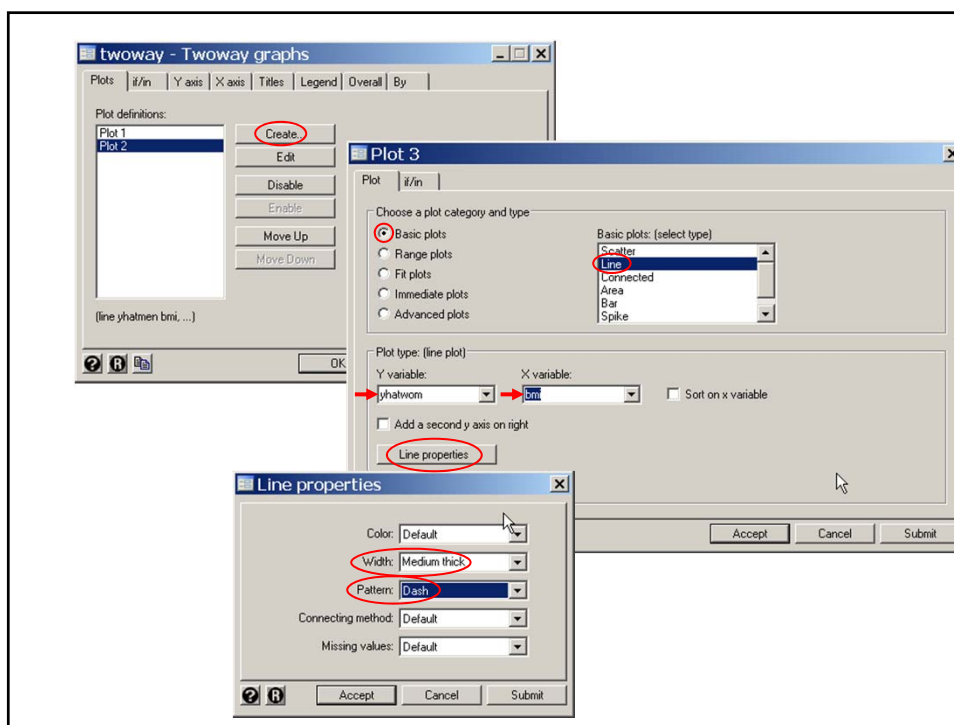 twoway - Twoway graphs
Plots if/in Y axis X axis Titles Legend Overall By
Plot definitions:
Plot 1
Plot 2
Create...
Edit
Disable
Enable
Move Up
Move Down
(line yhatmen bmi, ...)
? R
OK
Plot 3
Plot if/in
Choose a plot category and type
Basic plots
Range plots
Fit plots
Immediate plots
Advanced plots
Basic plots: (select type)
Scatter
Line
Connected
Area
Bar
Spike
Plot type: (line plot)
Y variable: X variable:
yhatwom bmi Sort on x variable
Add a second y axis on right
Line properties
Accept Cancel Submit
Line properties
Color: Default
Width: Medium thick
Pattern: Dash
Connecting method: Default
Missing values: Default
? R Accept Cancel Submit